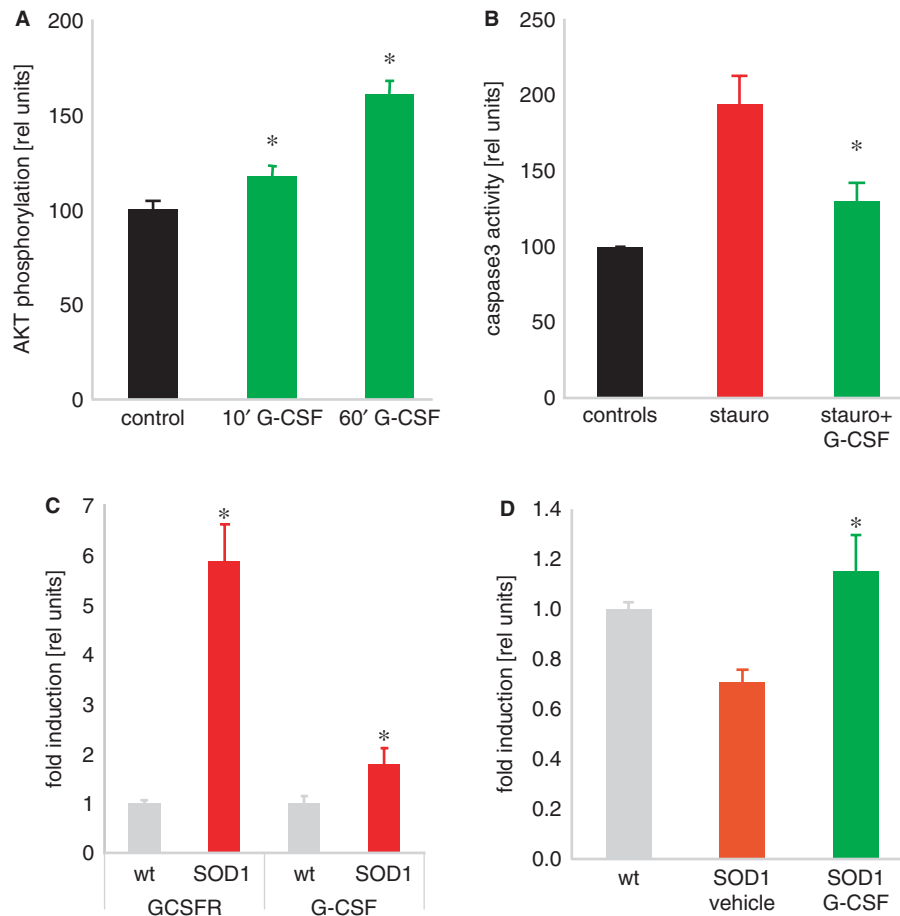 A
AKT phosphorylation [rel units]
200
150
100
50
0
*
*
control 10′ G-CSF 60′ G-CSF
B
caspase3 activity [rel units]
250
200
150
100
50
0
*
controls stauro stauro+
G-CSF
C
fold induction [rel units]
7
6
5
4
3
2
1
0
*
*
wt SOD1 wt SOD1
GCSFR G-CSF
D
fold induction [rel units]
1.4
1.2
1.0
0.8
0.6
0.4
0.2
0.0
*
wt SOD1 SOD1
vehicle G-CSF